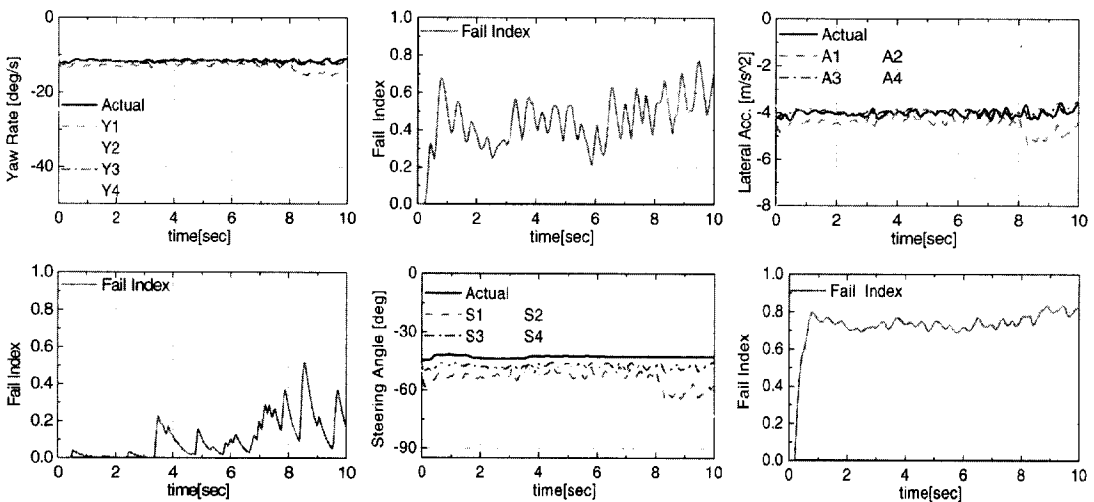 Yaw Rate [deg/s]
0
-20
-40
Actual
Y1
Y2
Y3
Y4
0 2 4 6 8 10
time[sec]
Fail Index
1.0
0.8
0.6
0.4
0.2
0.0
Fail Index
0 2 4 6 8 10
time[sec]
Lateral Acc. [m/s^2]
-2
-4
-6
-8
Actual
A1 A2
A3 A4
0 2 4 6 8 10
time[sec]
Fail Index
1.0
0.8
0.6
0.4
0.2
0.0
Fail Index
0 2 4 6 8 10
time[sec]
Steering Angle [deg]
0
-30
-60
-90
Actual
S1 S2
S3 S4
0 2 4 6 8 10
time[sec]
Fail Index
1.0
0.8
0.6
0.4
0.2
0.0
Fail Index
0 2 4 6 8 10
time[sec]